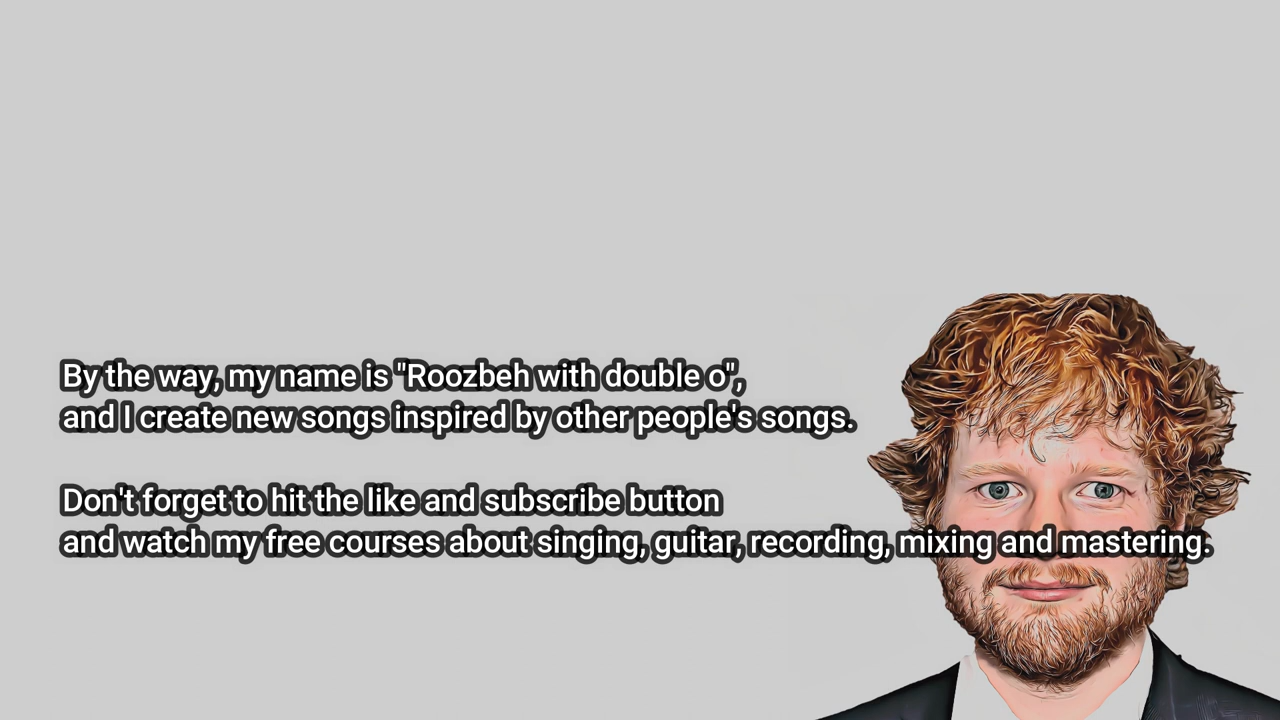 By the way, my name is "Roozbeh with double o",
and I create new songs inspired by other people's songs.
Don't forget to hit the like and subscribe button
and watch my free courses about singing, guitar, recording, mixing and mastering.